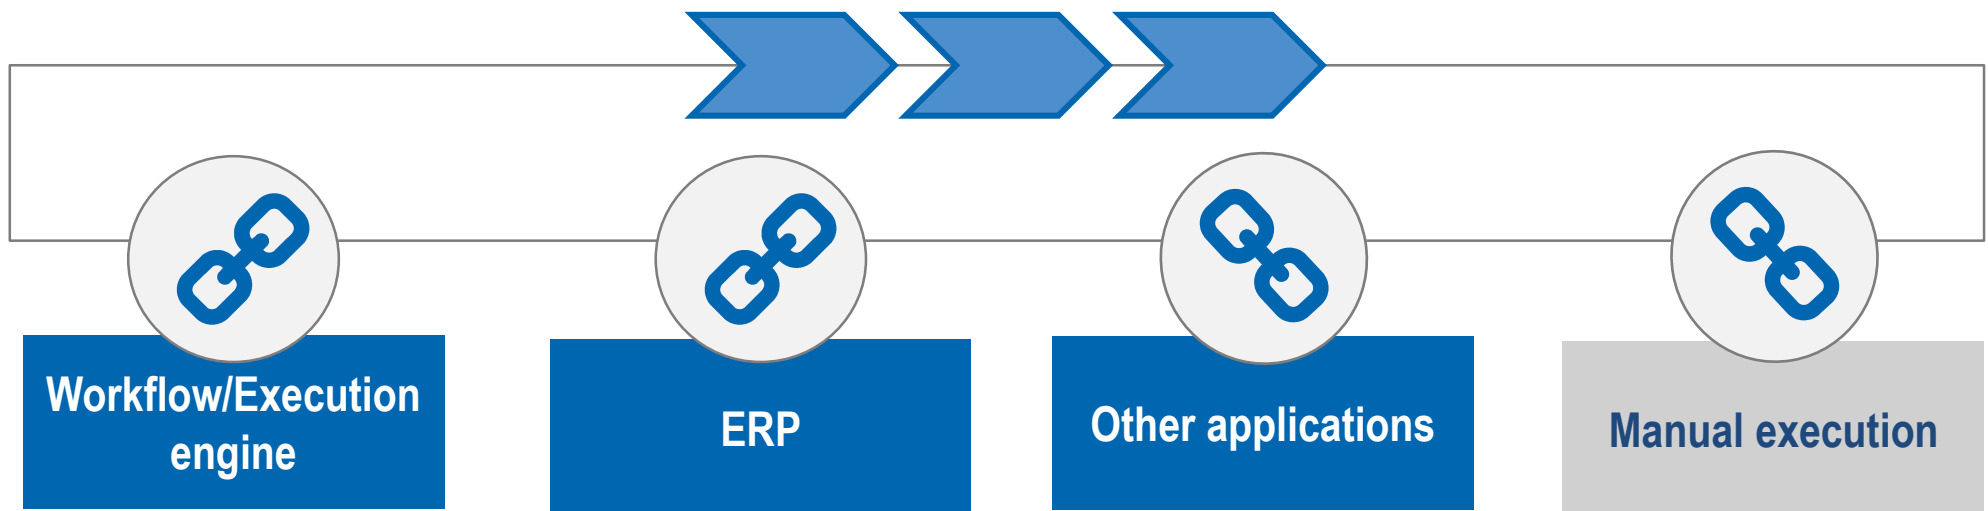 Workflow/Execution
engine
ERP
Other applications
Manual execution